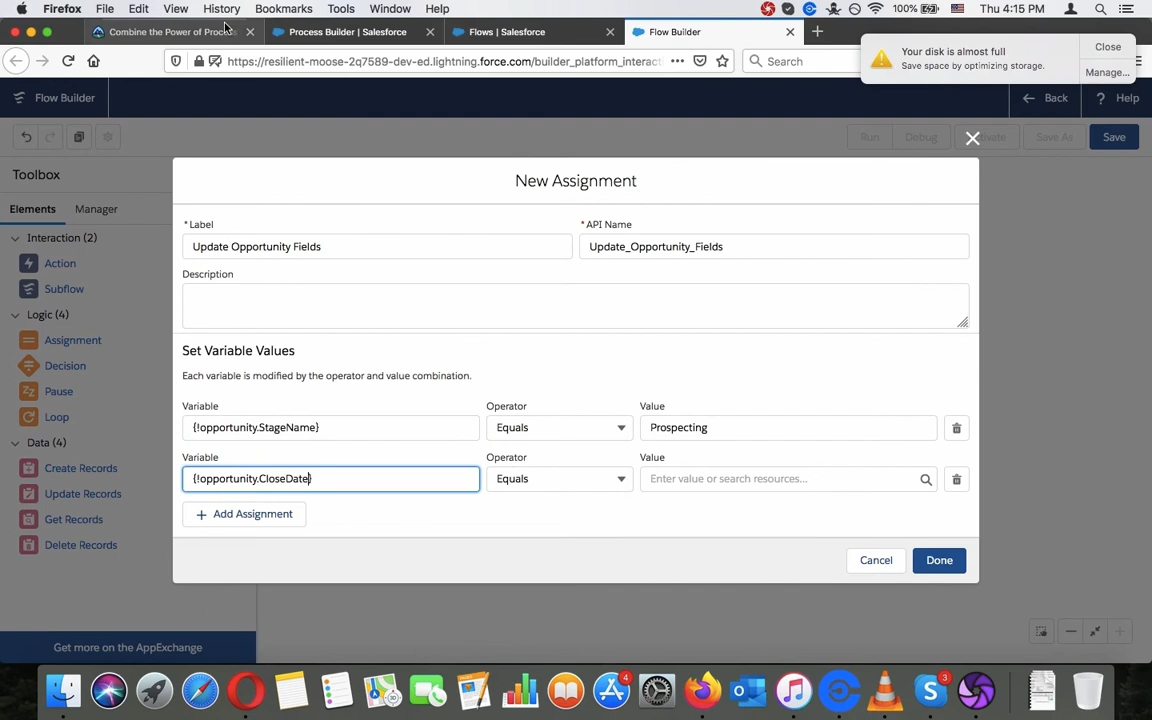 Firefox File Edit View History Bookmarks Tools Window Help 100% Thu 4:15 PM
Combine the Power of Proc Process Builder | Salesforce Flows | Salesforce Flow Builder
Your disk is almost full
Save space by optimizing storage.
Close
Manage...
https://resilient-moose-2q7589-dev-ed.lightning.force.com/builder_platform_interact
Search
Flow Builder Back ? Help
Run Debug Activate Save As Save
Toolbox
Elements Manager
Interaction (2)
Action
Subflow
Logic (4)
Assignment
Decision
Pause
Loop
Data (4)
Create Records
Update Records
Get Records
Delete Records
Get more on the AppExchange
New Assignment
* Label * API Name
Update Opportunity Fields Update_Opportunity_Fields
Description
Set Variable Values
Each variable is modified by the operator and value combination.
Variable Operator Value
{!opportunity.StageName} Equals Prospecting
Variable Operator Value
{!opportunity.CloseDate} Equals Enter value or search resources...
+ Add Assignment
Cancel Done
4 3